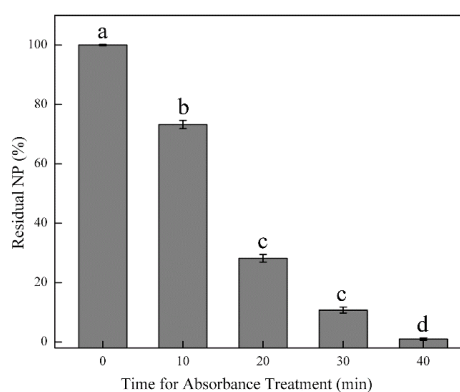 a
100
b
80
60
Residual NP (%)
40
c
20
c
d
0
0 10 20 30 40
Time for Absorbance Treatment (min)